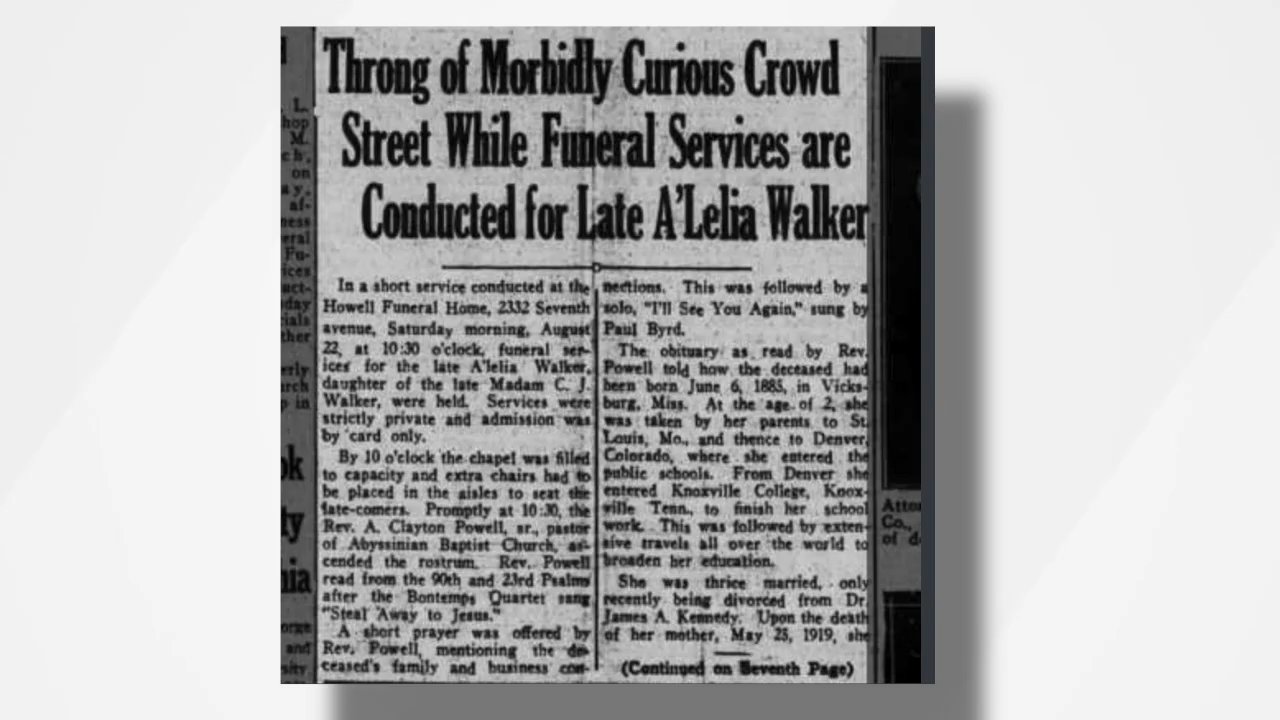 Throng of Morbidly Curious Crowd
Street While Funeral Services are
Conducted for Late A'Lelia Walker
In a short service conducted at the
Howell Funeral Home, 2332 Seventh
avenue, Saturday morning, August
22, at 10:30 o'clock, funeral ser-
ices for the late A'lelia Walker,
daughter of the late Madam C. J.
Walker, were held. Services were
strictly private and admission was
by card only.
By 10 o'clock the chapel was filled
to capacity and extra chairs had to
be placed in the aisles to seat the
late-comers. Promptly at 10:30, the
Rev. A. Clayton Powell, sr., pastor
of Abyssinian Baptist Church, as-
cended the rostrum. Rev. Powell
read from the 90th and 23rd Psalms
after the Bontemps Quartet sang
"Steal Away to Jesus."
A short prayer was offered by
Rev. Powell, mentioning the de-
ceased's family and business con-
nections. This was followed by a
solo, "I'll See You Again," sung by
Paul Byrd.
The obituary as read by Rev.
Powell told how the deceased had
been born June 6, 1885, in Vicks-
burg, Miss. At the age of 2, she
was taken by her parents to St.
Louis, Mo., and thence to Denver,
Colorado, where she entered the
public schools. From Denver she
entered Knoxville College, Knox-
ville Tenn., to finish her school
work. This was followed by exten-
sive travels all over the world to
broaden her education.
She was thrice married, only
recently being divorced from Dr.
James A. Kennedy. Upon the death
of her mother, May 25, 1919, she
(Continued on Seventh Page)